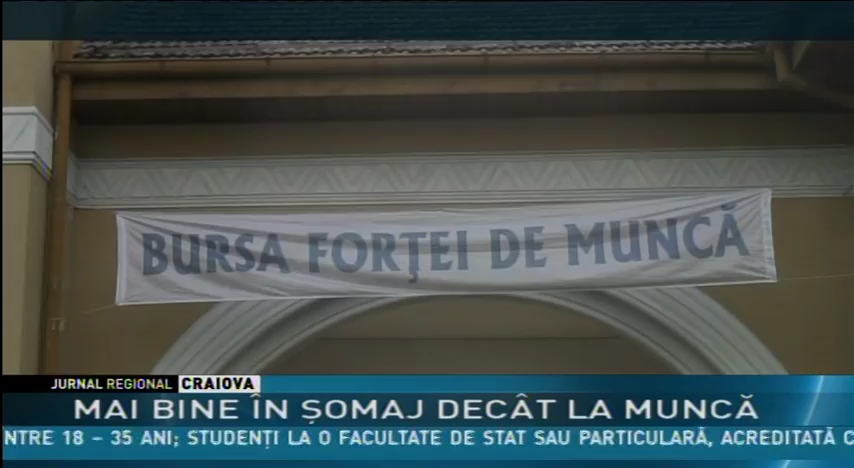 BURSA FORŢEI DE MUNCĂ
JURNAL REGIONAL CRAIOVA
MAI BINE ÎN ȘOMAJ DECÂT LA MUNCĂ
18 - 35 ANI; STUDENȚI LA O FACULTATE DE STAT SAU PARTICULARĂ, ACREDITATĂ